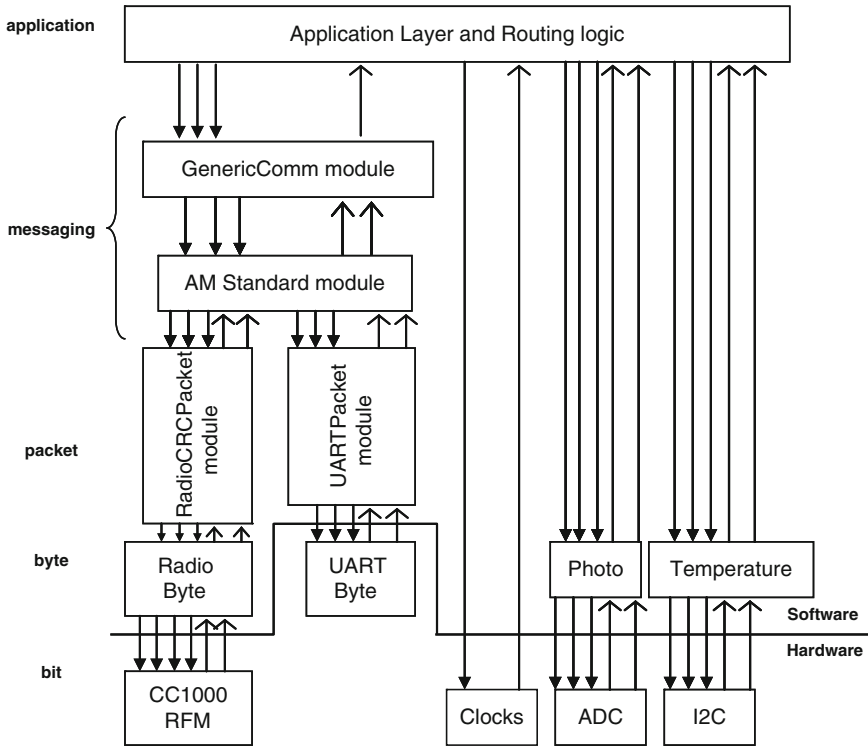 application
Application Layer and Routing logic
GenericComm module
messaging
AM Standard module
RadioCRCPacket
module
UARTPacket
module
packet
byte
Radio
Byte
UART
Byte
Photo
Temperature
Software
Hardware
bit
CC1000
RFM
Clocks
ADC
I2C